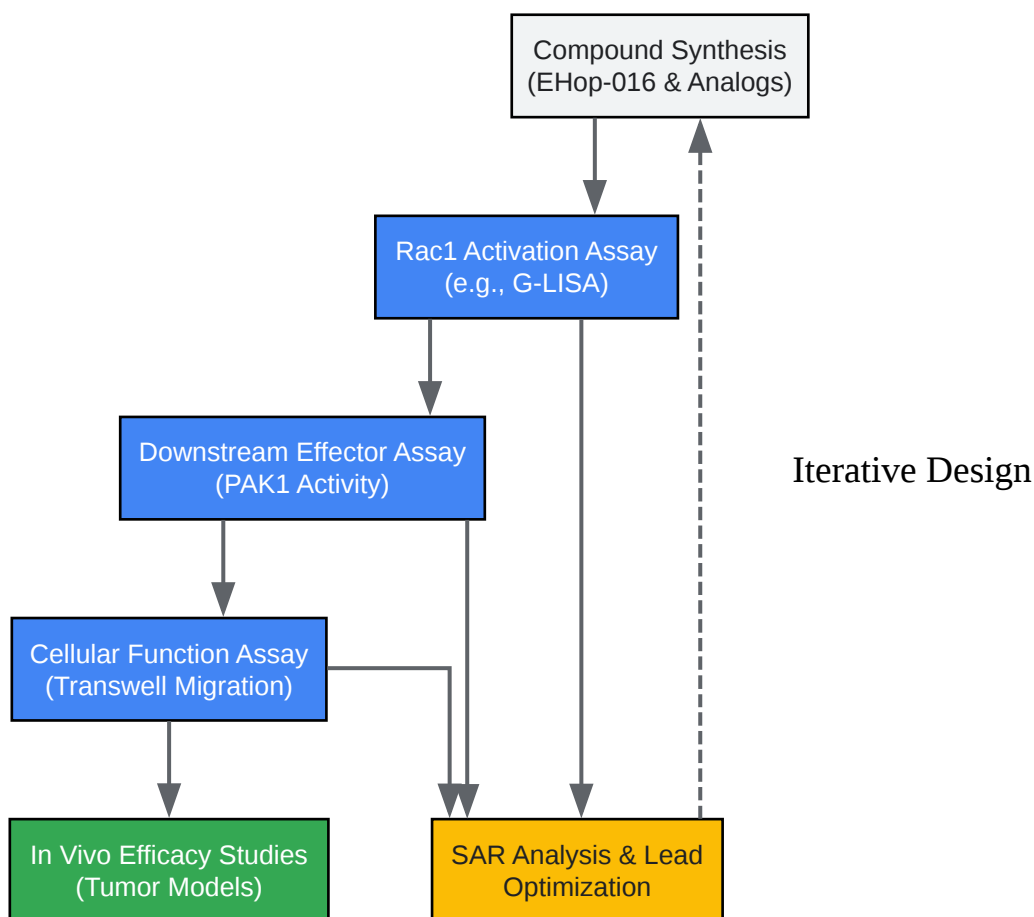 Compound Synthesis
(EHop-016 & Analogs)
Rac1 Activation Assay
(e.g., G-LISA)
Downstream Effector Assay
(PAK1 Activity)
Iterative Design
Cellular Function Assay
(Transwell Migration)
In Vivo Efficacy Studies
(Tumor Models)
SAR Analysis & Lead
Optimization